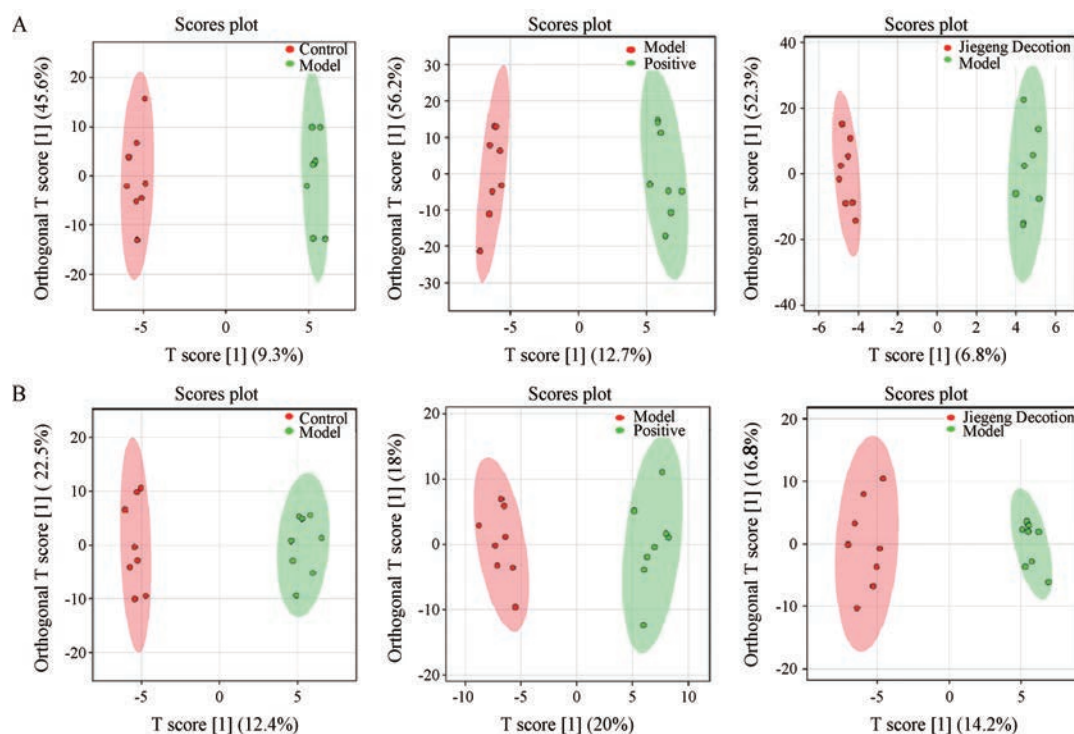 A
Scores plot
Control
Model
20
10
0
-10
-20
-5
0
5
Orthogonal T score [1] (45.6%)
T score [1] (9.3%)
Scores plot
Model
Positive
30
20
10
0
-10
-20
-30
-5
0
5
Orthogonal T score [1] (56.2%)
T score [1] (12.7%)
Scores plot
Jiegeng Decotion
Model
40
20
0
-20
-40
-6
-4
-2
0
2
4
6
Orthogonal T score [1] (52.3%)
T score [1] (6.8%)
B
Scores plot
Control
Model
20
10
0
-10
-20
-5
0
5
Orthogonal T score [1] ( 22.5%)
T score [1] (12.4%)
Scores plot
Model
Positive
20
10
0
-10
-20
-10
-5
0
5
10
Orthogonal T score [1] (18%)
T score [1] (20%)
Scores plot
Jiegeng Decotion
Model
20
10
0
-10
-20
-5
0
5
Orthogonal T score [1] (16.8%)
T score [1] (14.2%)